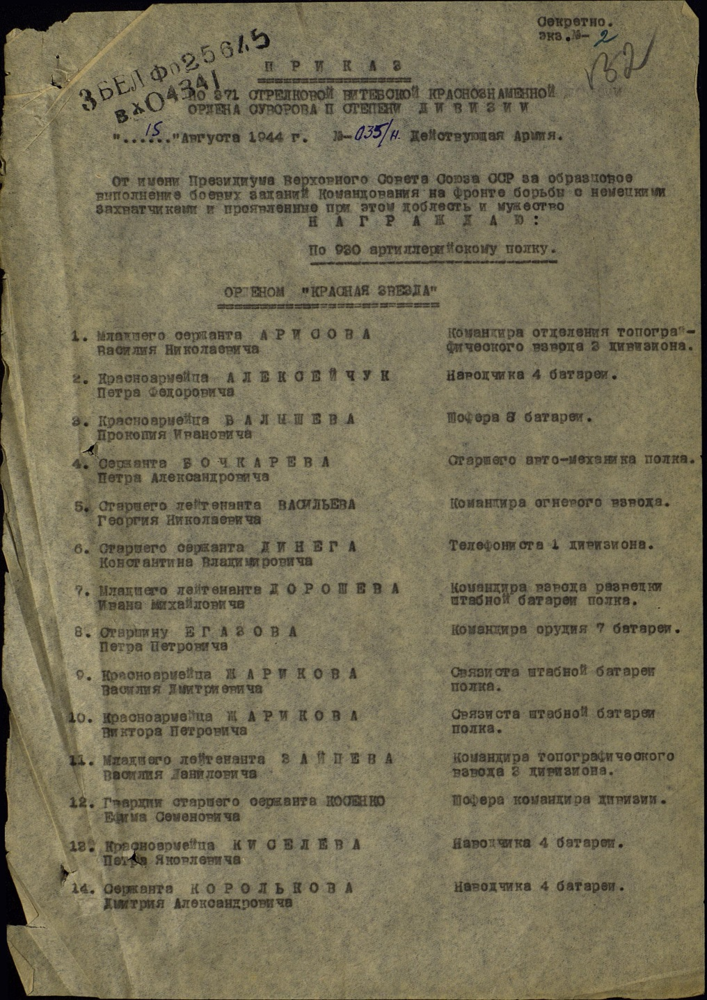 Секретно.
экз.№- 2
132
3 БЕЛ Фр 25645
Вх 04341
П Р И К А З
ПО 371 СТРЕЛКОВОЙ ВИТЕБСКОЙ КРАСНОЗНАМЕННОЙ
ОРДЕНА СУВОРОВА П СТЕПЕНИ Д И В И З И И
"..15...."Августа 1944 г. №-035/н. Действующая Армия.
От имени Президиума Верховного Совета Союза ССР за образцовое
выполнение боевых заданий Командования на фронте борьбы с немецкими
захватчиками и проявленные при этом доблесть и мужество
Н А Г Р А Ж Д А Ю :
По 930 артиллерийскому полку.
ОРДЕНОМ "КРАСНАЯ ЗВЕЗДА"
1. Младшего сержанта А Р И С О В А Командира отделения топограй-
Василия Николаевича фического взвода 3 дивизиона.
2. Красноармейца А Л Е К С Е Й Ч У К Наводчика 4 батареи.
Петра Федоровича
3. Красноармейца В А Л Ы Ш Е В А Шофера 8 батареи.
Прокопия Ивановича
4. Сержанта Б О Ч К А Р Е В А Старшего авто-механика полка.
Петра Александровича
5. Старшего лейтенанта ВАСИЛЬЕВА Командира огневого взвода.
Георгия Николаевича
6. Старшего сержанта Д И Н Е Г А Телефониста 1 дивизиона.
Константина Владимировича
7. Младшего лейтенанта Д О Р О Ш Е В А Командира взвода разведки
Ивана Михайловича штабной батареи полка.
8. Старшину Е Г А З О В А Командира орудия 7 батареи.
Петра Петровича
9. Красноармейца Ж А Р И К О В А Связиста штабной батареи
Василия Дмитриевича полка.
10. Красноармейца Ж А Р И К О В А Связиста штабной батареи
Виктора Петровича полка.
11. Младшего лейтенанта З А Й Ц Е В А Командира топографического
Василия Даниловича взвода 3 дивизиона.
12. Гвардии старшего сержанта КОСЕНКО Шофера командира дивизии.
Ефима Семеновича
13. Красноармейца К И С Е Л Е В А Наводчика 4 батареи.
Петра Яковлевича
14. Сержанта К О Р О Л Ь К О В А Наводчика 4 батареи.
Дмитрия Александровича